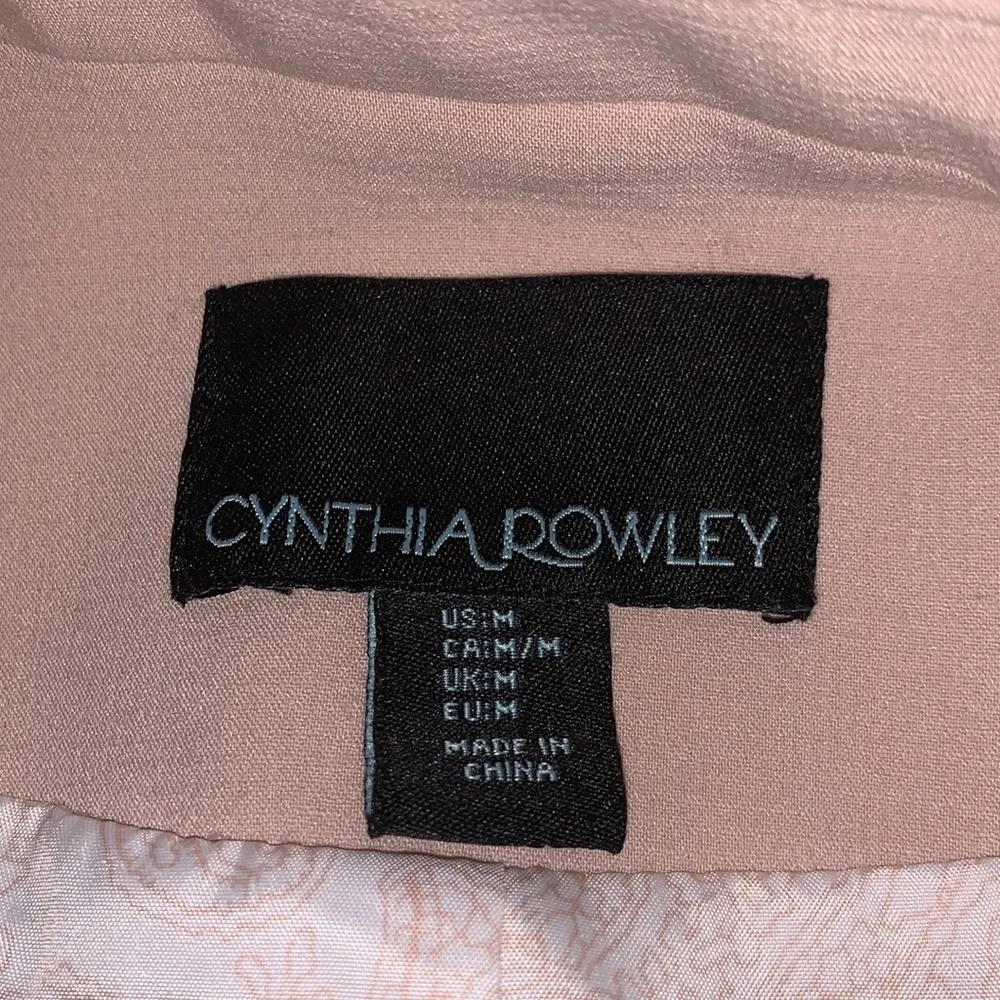 CYNTHIA ROWLEY
US:M
CA:M/M
UK:M
EU:M
MADE IN
CHINA